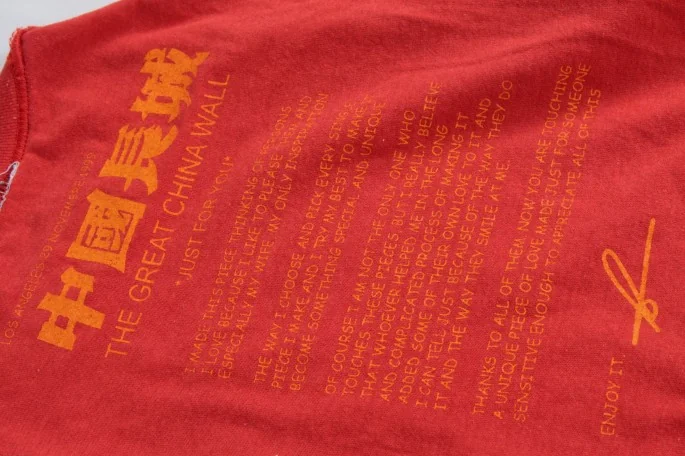 LOS ANGELES 29 NOVEMBER 1999
中國長城
THE GREAT CHINA WALL
"JUST FOR YOU"
I MADE THIS PIECE THINKING OF PERSONS
I LOVE BECAUSE I LIKE TO PLEASE THEM AND
ESPECIALLY MY WIFE, MY ONLY INSPIRATION
THE WAY I CHOOSE AND PICK EVERY SINGLE
PIECE I MAKE AND I TRY MY BEST TO MAKE IT
BECOME SOMETHING SPECIAL AND UNIQUE
OF COURSE I AM NOT THE ONLY ONE WHO
TOUCHES THESE PIECES, BUT I REALLY BELIEVE
THAT WHOEVER HELPED ME IN THE LONG
AND COMPLICATED PROCESS OF MAKING IT
ADDED SOME OF THEIR OWN LOVE TO IT AND
I CAN TELL, JUST BECAUSE OF THE WAY THEY DO
IT AND THE WAY THEY SMILE AT ME.
THANKS TO ALL OF THEM NOW YOU ARE TOUCHING
A UNIQUE PIECE OF LOVE MADE JUST FOR SOMEONE
SENSITIVE ENOUGH TO APPRECIATE ALL OF THIS
ENJOY IT.